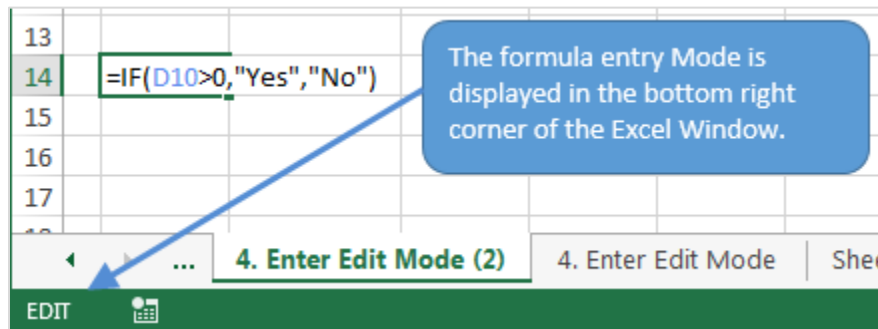 13
14 =IF(D10>0,"Yes","No")
The formula entry Mode is
displayed in the bottom right
corner of the Excel Window.
15
16
17
... 4. Enter Edit Mode (2) 4. Enter Edit Mode Shee
EDIT